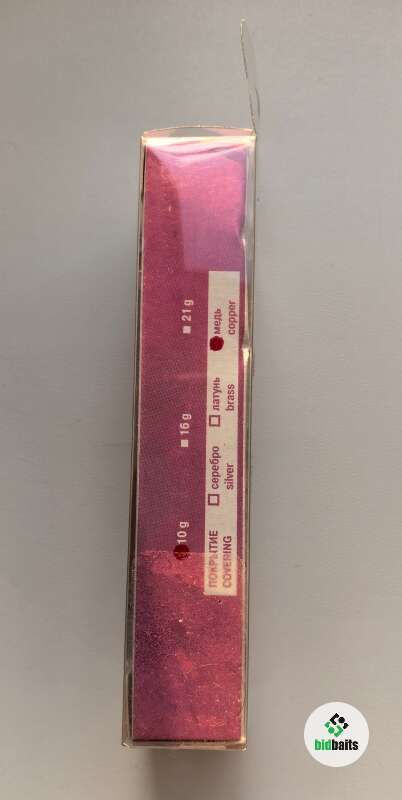 10 g 16 g 21 g
ПОКРЫТИЕ серебро латунь медь
COVERING silver brass copper
bidbaits